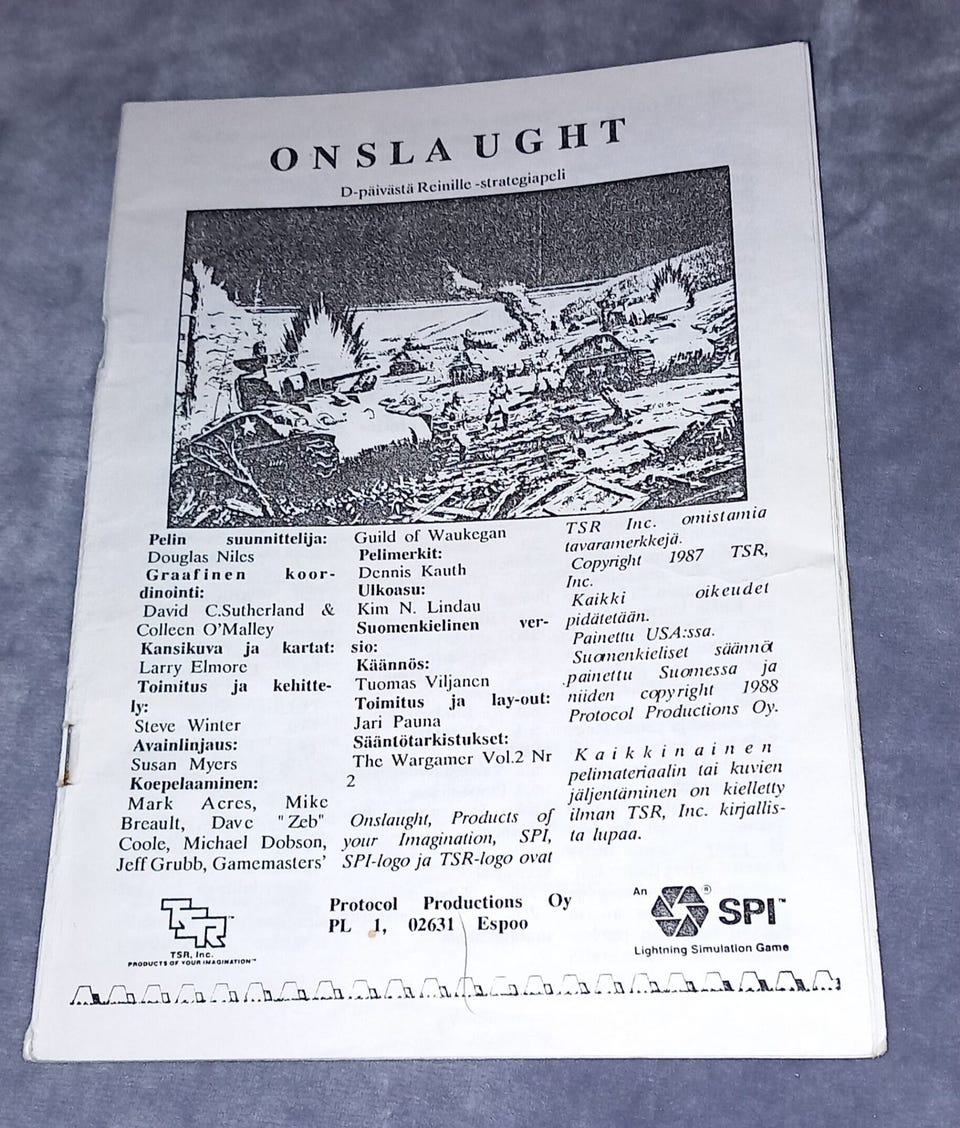 ONSLAUGHT
D-päivästä Reinille -strategiapeli
Pelin suunnittelija:
Douglas Niles
Graafinen koor-
dinointi:
David C.Sutherland &
Colleen O'Malley
Kansikuva ja kartat:
Larry Elmore
Toimitus ja kehitte-
ly:
Steve Winter
Avainlinjaus:
Susan Myers
Koepelaaminen:
Mark Acres, Mike
Breault, Dave "Zeb"
Coole, Michael Dobson,
Jeff Grubb, Gamemasters'
Guild of Waukegan
Pelimerkit:
Dennis Kauth
Ulkoasu:
Kim N. Lindau
Suomenkielinen ver-
sio:
Käännös:
Tuomas Viljanen
Toimitus ja lay-out:
Jari Pauna
Sääntötarkistukset:
The Wargamer Vol.2 Nr
2
Onslaught, Products of
your Imagination, SPI,
SPI-logo ja TSR-logo ovat
TSR Inc. omistamia
tavaramerkkejä.
Copyright 1987 TSR,
Inc.
Kaikki oikeudet
pidätetään.
Painettu USA:ssa.
Suomenkieliset säännöt
painettu Suomessa ja
niiden copyright 1988
Protocol Productions Oy.
Kaikkinainen
pelimateriaalin tai kuvien
jäljentäminen on kielletty
ilman TSR, Inc. kirjallis-
ta lupaa.
TSR™
TSR, Inc.
PRODUCTS OF YOUR IMAGINATION™
Protocol Productions Oy
PL 1, 02631 Espoo
An ® SPI™
Lightning Simulation Game